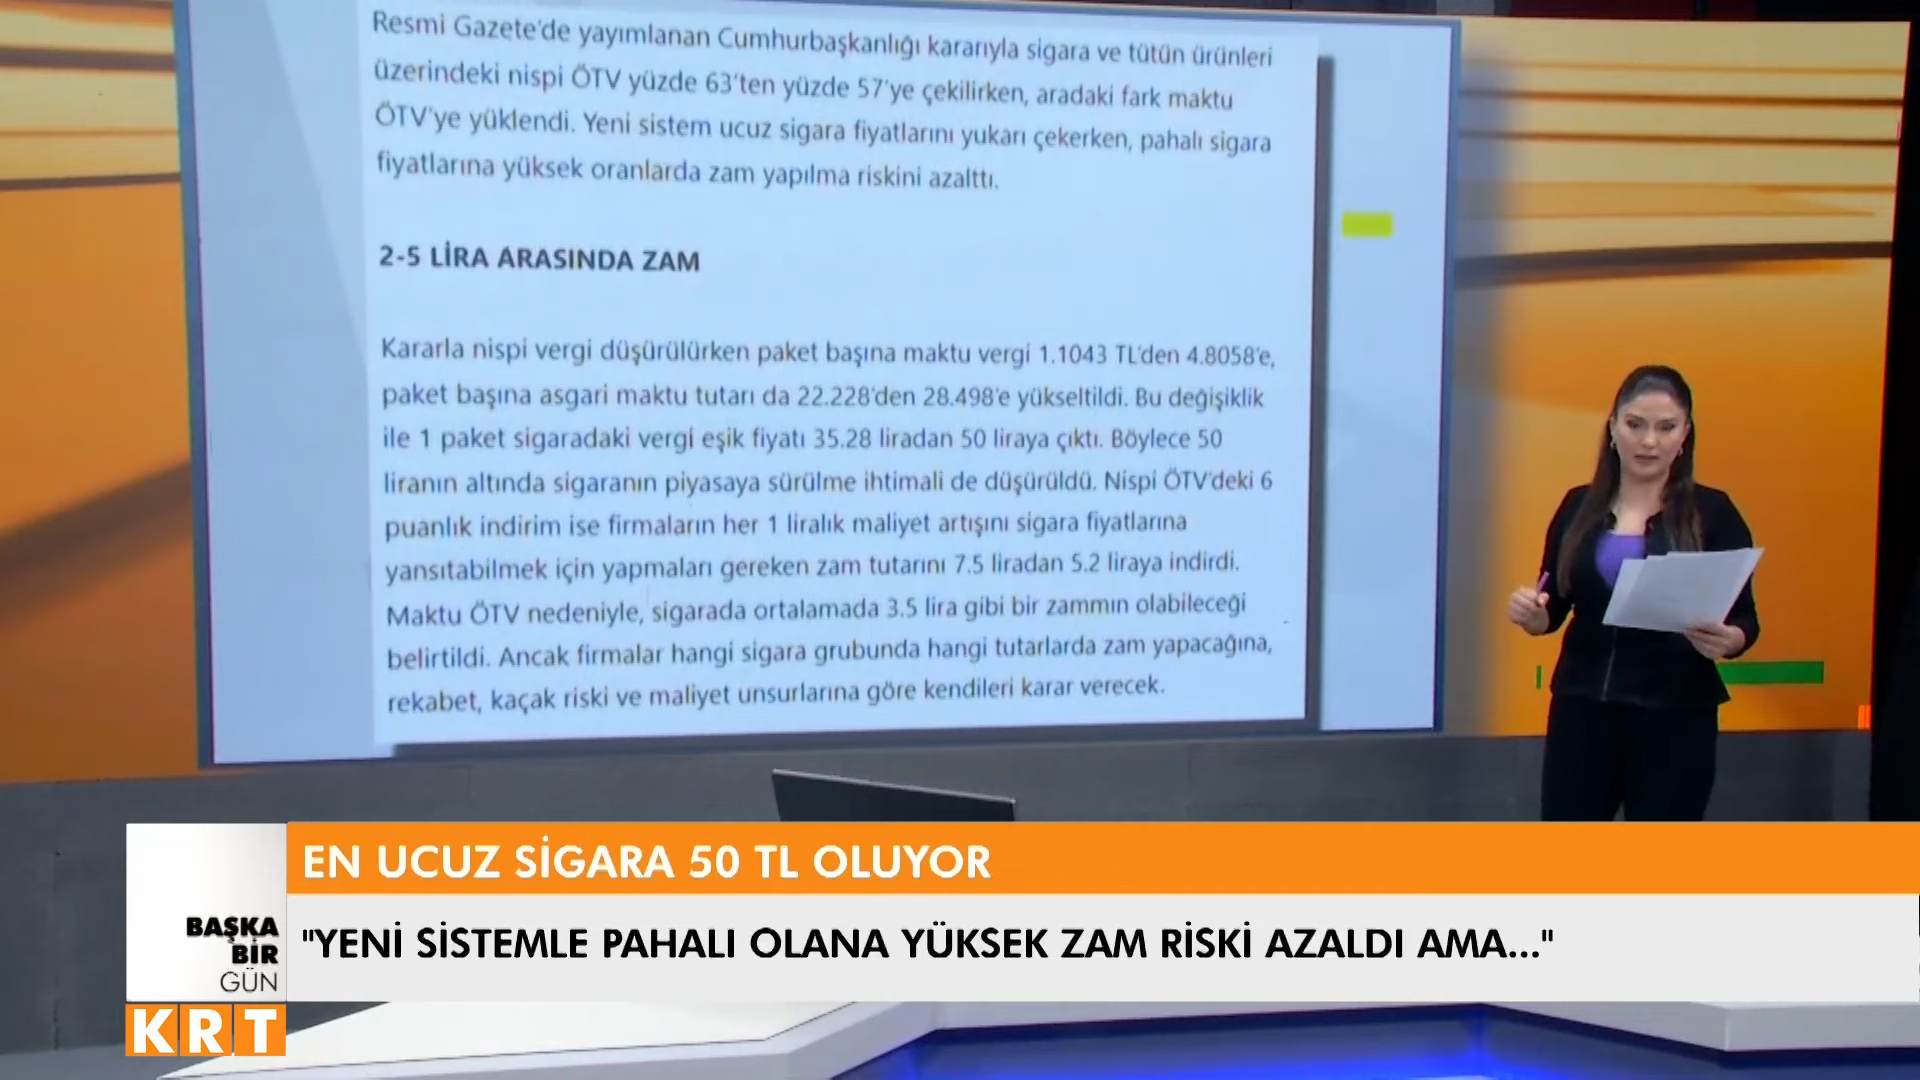 Resmi Gazete'de yayımlanan Cumhurbaşkanlığı kararıyla sigara ve tütün ürünleri
üzerindeki nispi ÖTV yüzde 63'ten yüzde 57'ye çekilirken, aradaki fark maktu
ÖTV'ye yüklendi. Yeni sistem ucuz sigara fiyatlarını yukarı çekerken, pahalı sigara
fiyatlarına yüksek oranlarda zam yapılma riskini azalttı.
2-5 LİRA ARASINDA ZAM
Kararla nispi vergi düşürülürken paket başına maktu vergi 1.1043 TL'den 4.8058'e,
paket başına asgari maktu tutarı da 22.228'den 28.498'e yükseltildi. Bu değişiklik
ile 1 paket sigaradaki vergi eşik fiyatı 35.28 liradan 50 liraya çıktı. Böylece 50
liranın altında sigaranın piyasaya sürülme ihtimali de düşürüldü. Nispi ÖTV'deki 6
puanlık indirim ise firmaların her 1 liralık maliyet artışını sigara fiyatlarına
yansıtabilmek için yapmaları gereken zam tutarını 7.5 liradan 5.2 liraya indirdi.
Maktu ÖTV nedeniyle, sigarada ortalamada 3.5 lira gibi bir zammın olabileceği
belirtildi. Ancak firmalar hangi sigara grubunda hangi tutarlarda zam yapacağına,
rekabet, kaçak riski ve maliyet unsurlarına göre kendileri karar verecek.
EN UCUZ SİGARA 50 TL OLUYOR
BAŞKA
BİR
GÜN
"YENİ SİSTEMLE PAHALI OLANA YÜKSEK ZAM RİSKİ AZALDI AMA..."
KRT